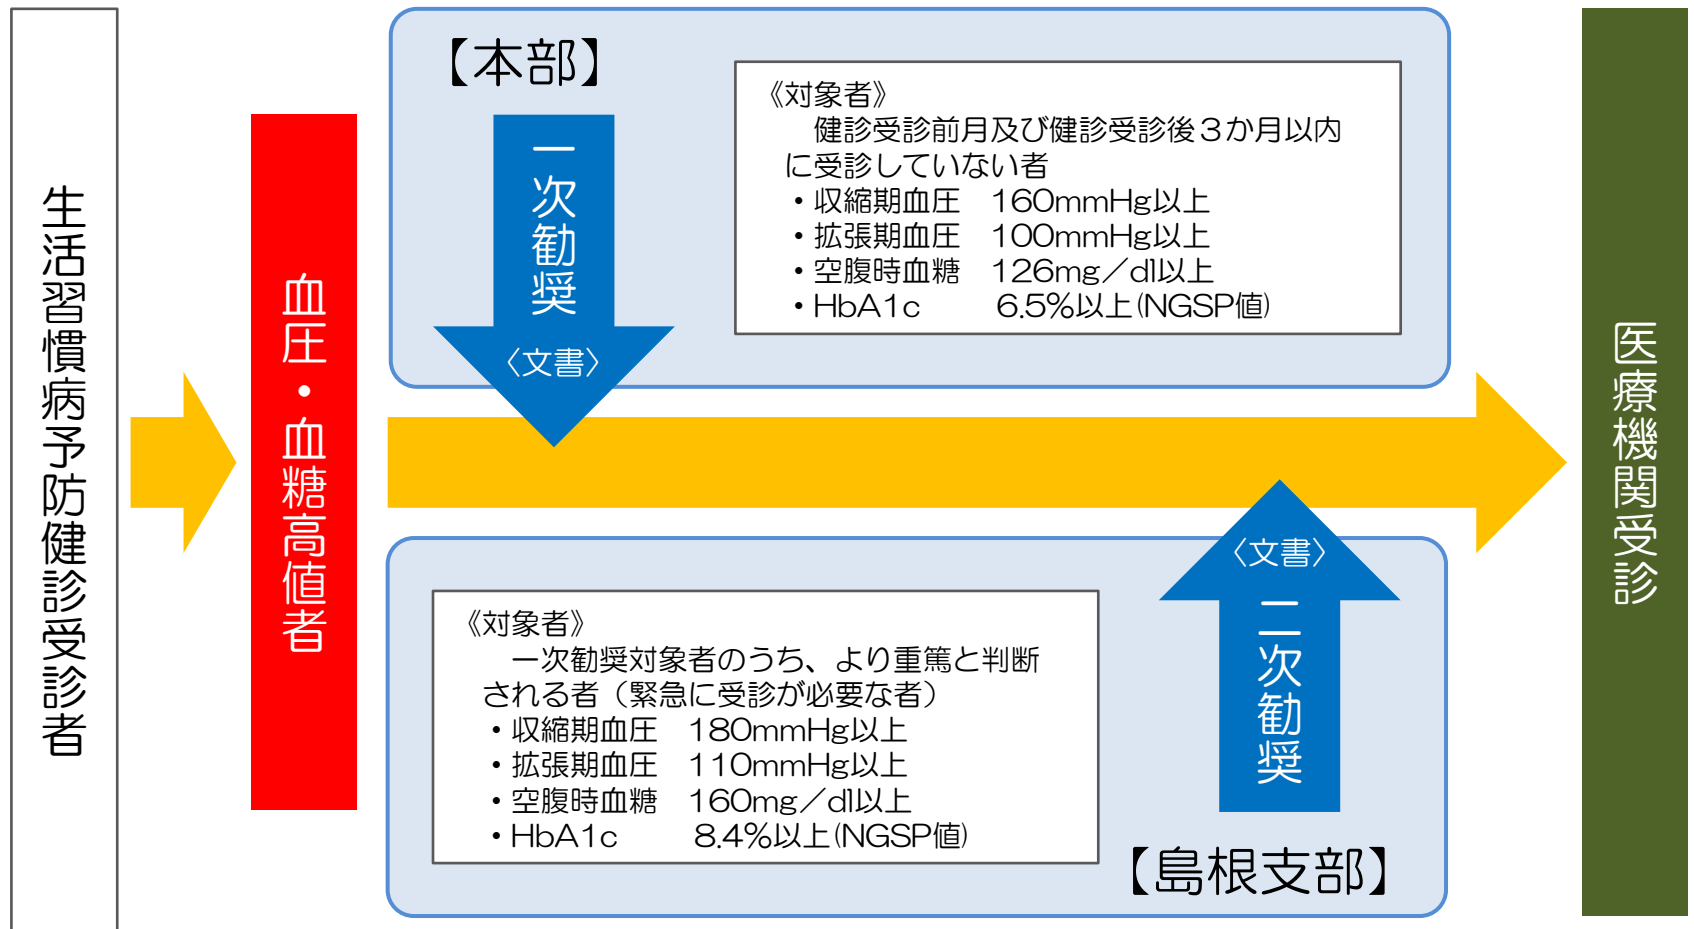 生活習慣病予防健診受診者
血圧・血糖高値者
【本部】
一次勧奨
〈文書〉
《対象者》
健診受診前月及び健診受診後３か月以内
に受診していない者
・収縮期血圧　160mmHg以上
・拡張期血圧　100mmHg以上
・空腹時血糖　126mg／dl以上
・HbA1c　6.5%以上(NGSP値)
《対象者》
一次勧奨対象者のうち、より重篤と判断
される者（緊急に受診が必要な者）
・収縮期血圧　180mmHg以上
・拡張期血圧　110mmHg以上
・空腹時血糖　160mg／dl以上
・HbA1c　8.4%以上(NGSP値)
〈文書〉
二次勧奨
【島根支部】
医療機関受診